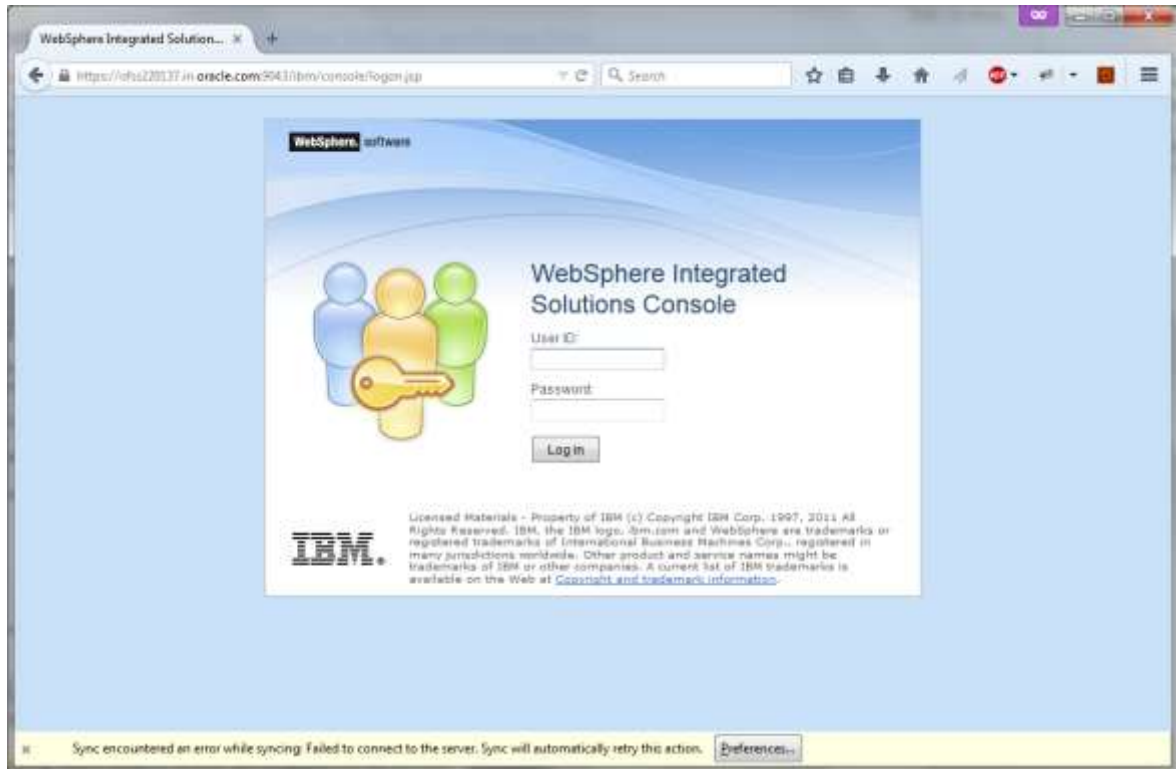 WebSphere Integrated Solution... × +
https://ofss220137.in.oracle.com:9043/ibm/console/logon.jsp
Search
ABP
WebSphere. software
WebSphere Integrated
Solutions Console
User ID:
Password:
Log in
IBM.
Licensed Materials - Property of IBM (c) Copyright IBM Corp. 1997, 2011 All
Rights Reserved. IBM, the IBM logo, ibm.com and WebSphere are trademarks or
registered trademarks of International Business Machines Corp., registered in
many jurisdictions worldwide. Other product and service names might be
trademarks of IBM or other companies. A current list of IBM trademarks is
available on the Web at Copyright and trademark information.
× Sync encountered an error while syncing: Failed to connect to the server. Sync will automatically retry this action. Preferences...